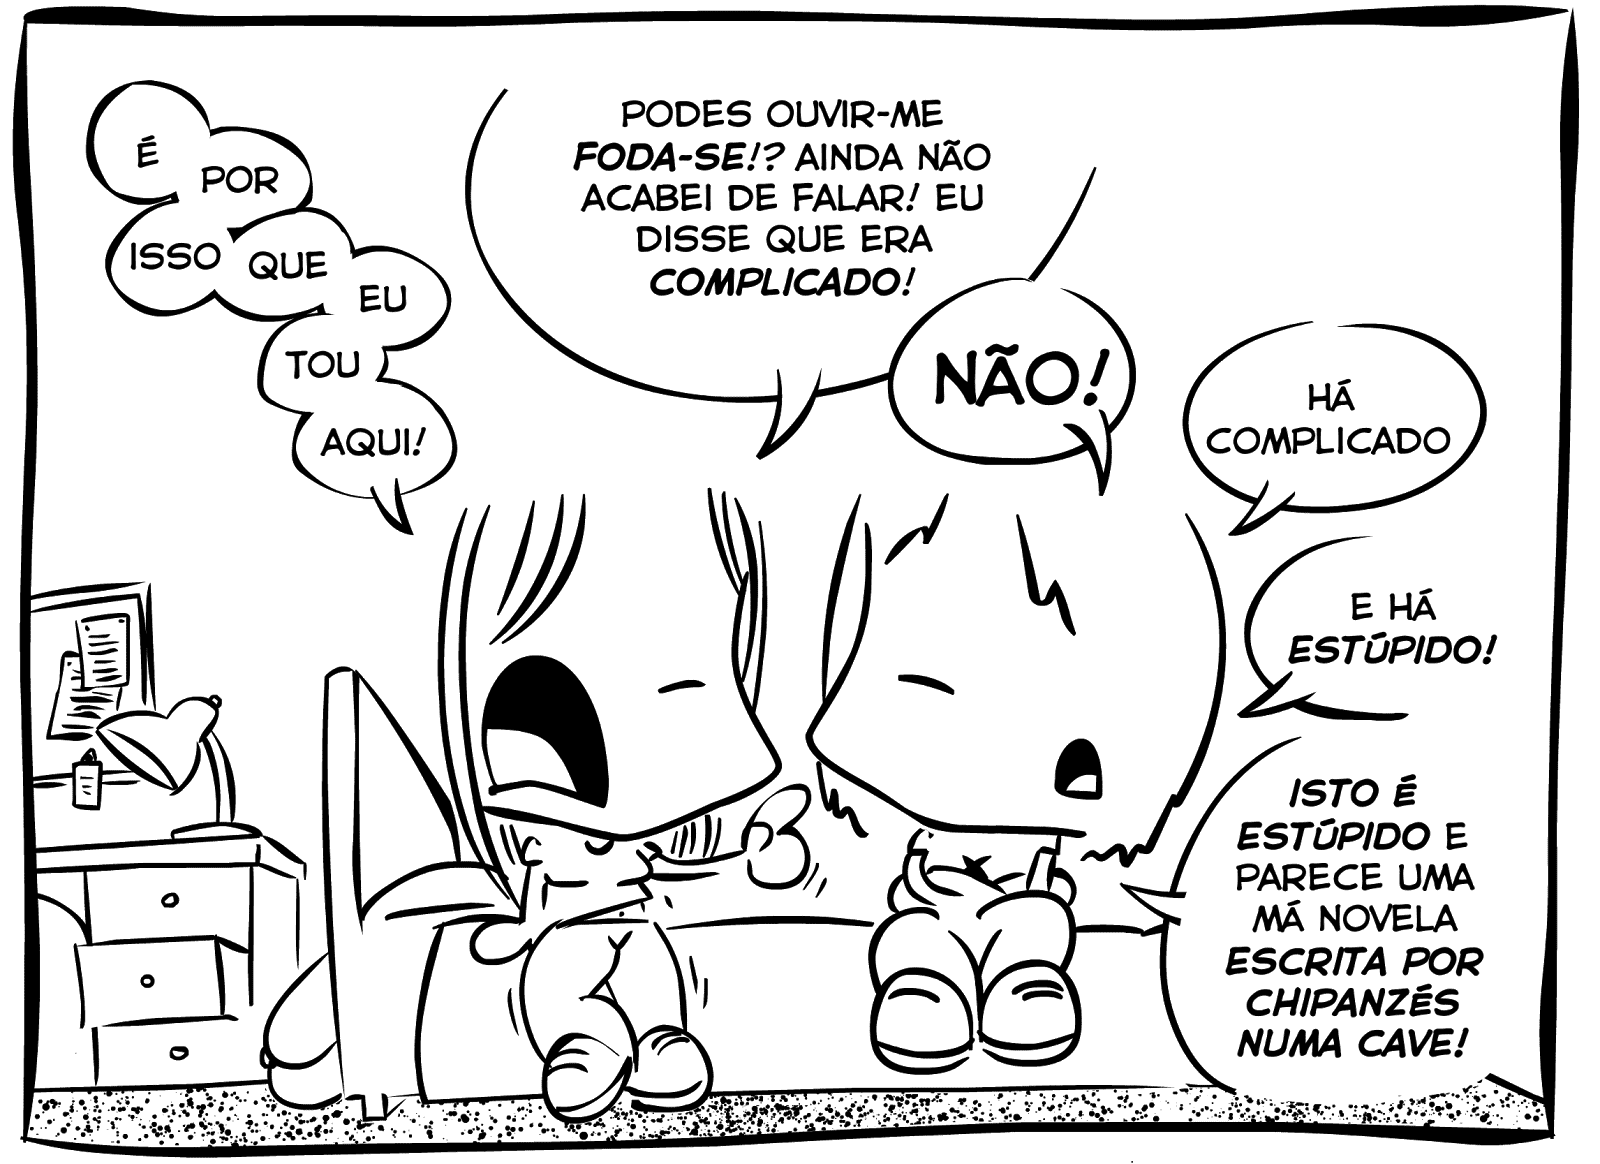 É
POR
ISSO
QUE
EU
TOU
AQUI!
PODES OUVIR-ME
FODA-SE!? AINDA NÃO
ACABEI DE FALAR! EU
DISSE QUE ERA
COMPLICADO!
NÃO!
HÁ
COMPLICADO
E HÁ
ESTÚPIDO!
ISTO É
ESTÚPIDO E
PARECE UMA
MÁ NOVELA
ESCRITA POR
CHIPANZÉS
NUMA CAVE!